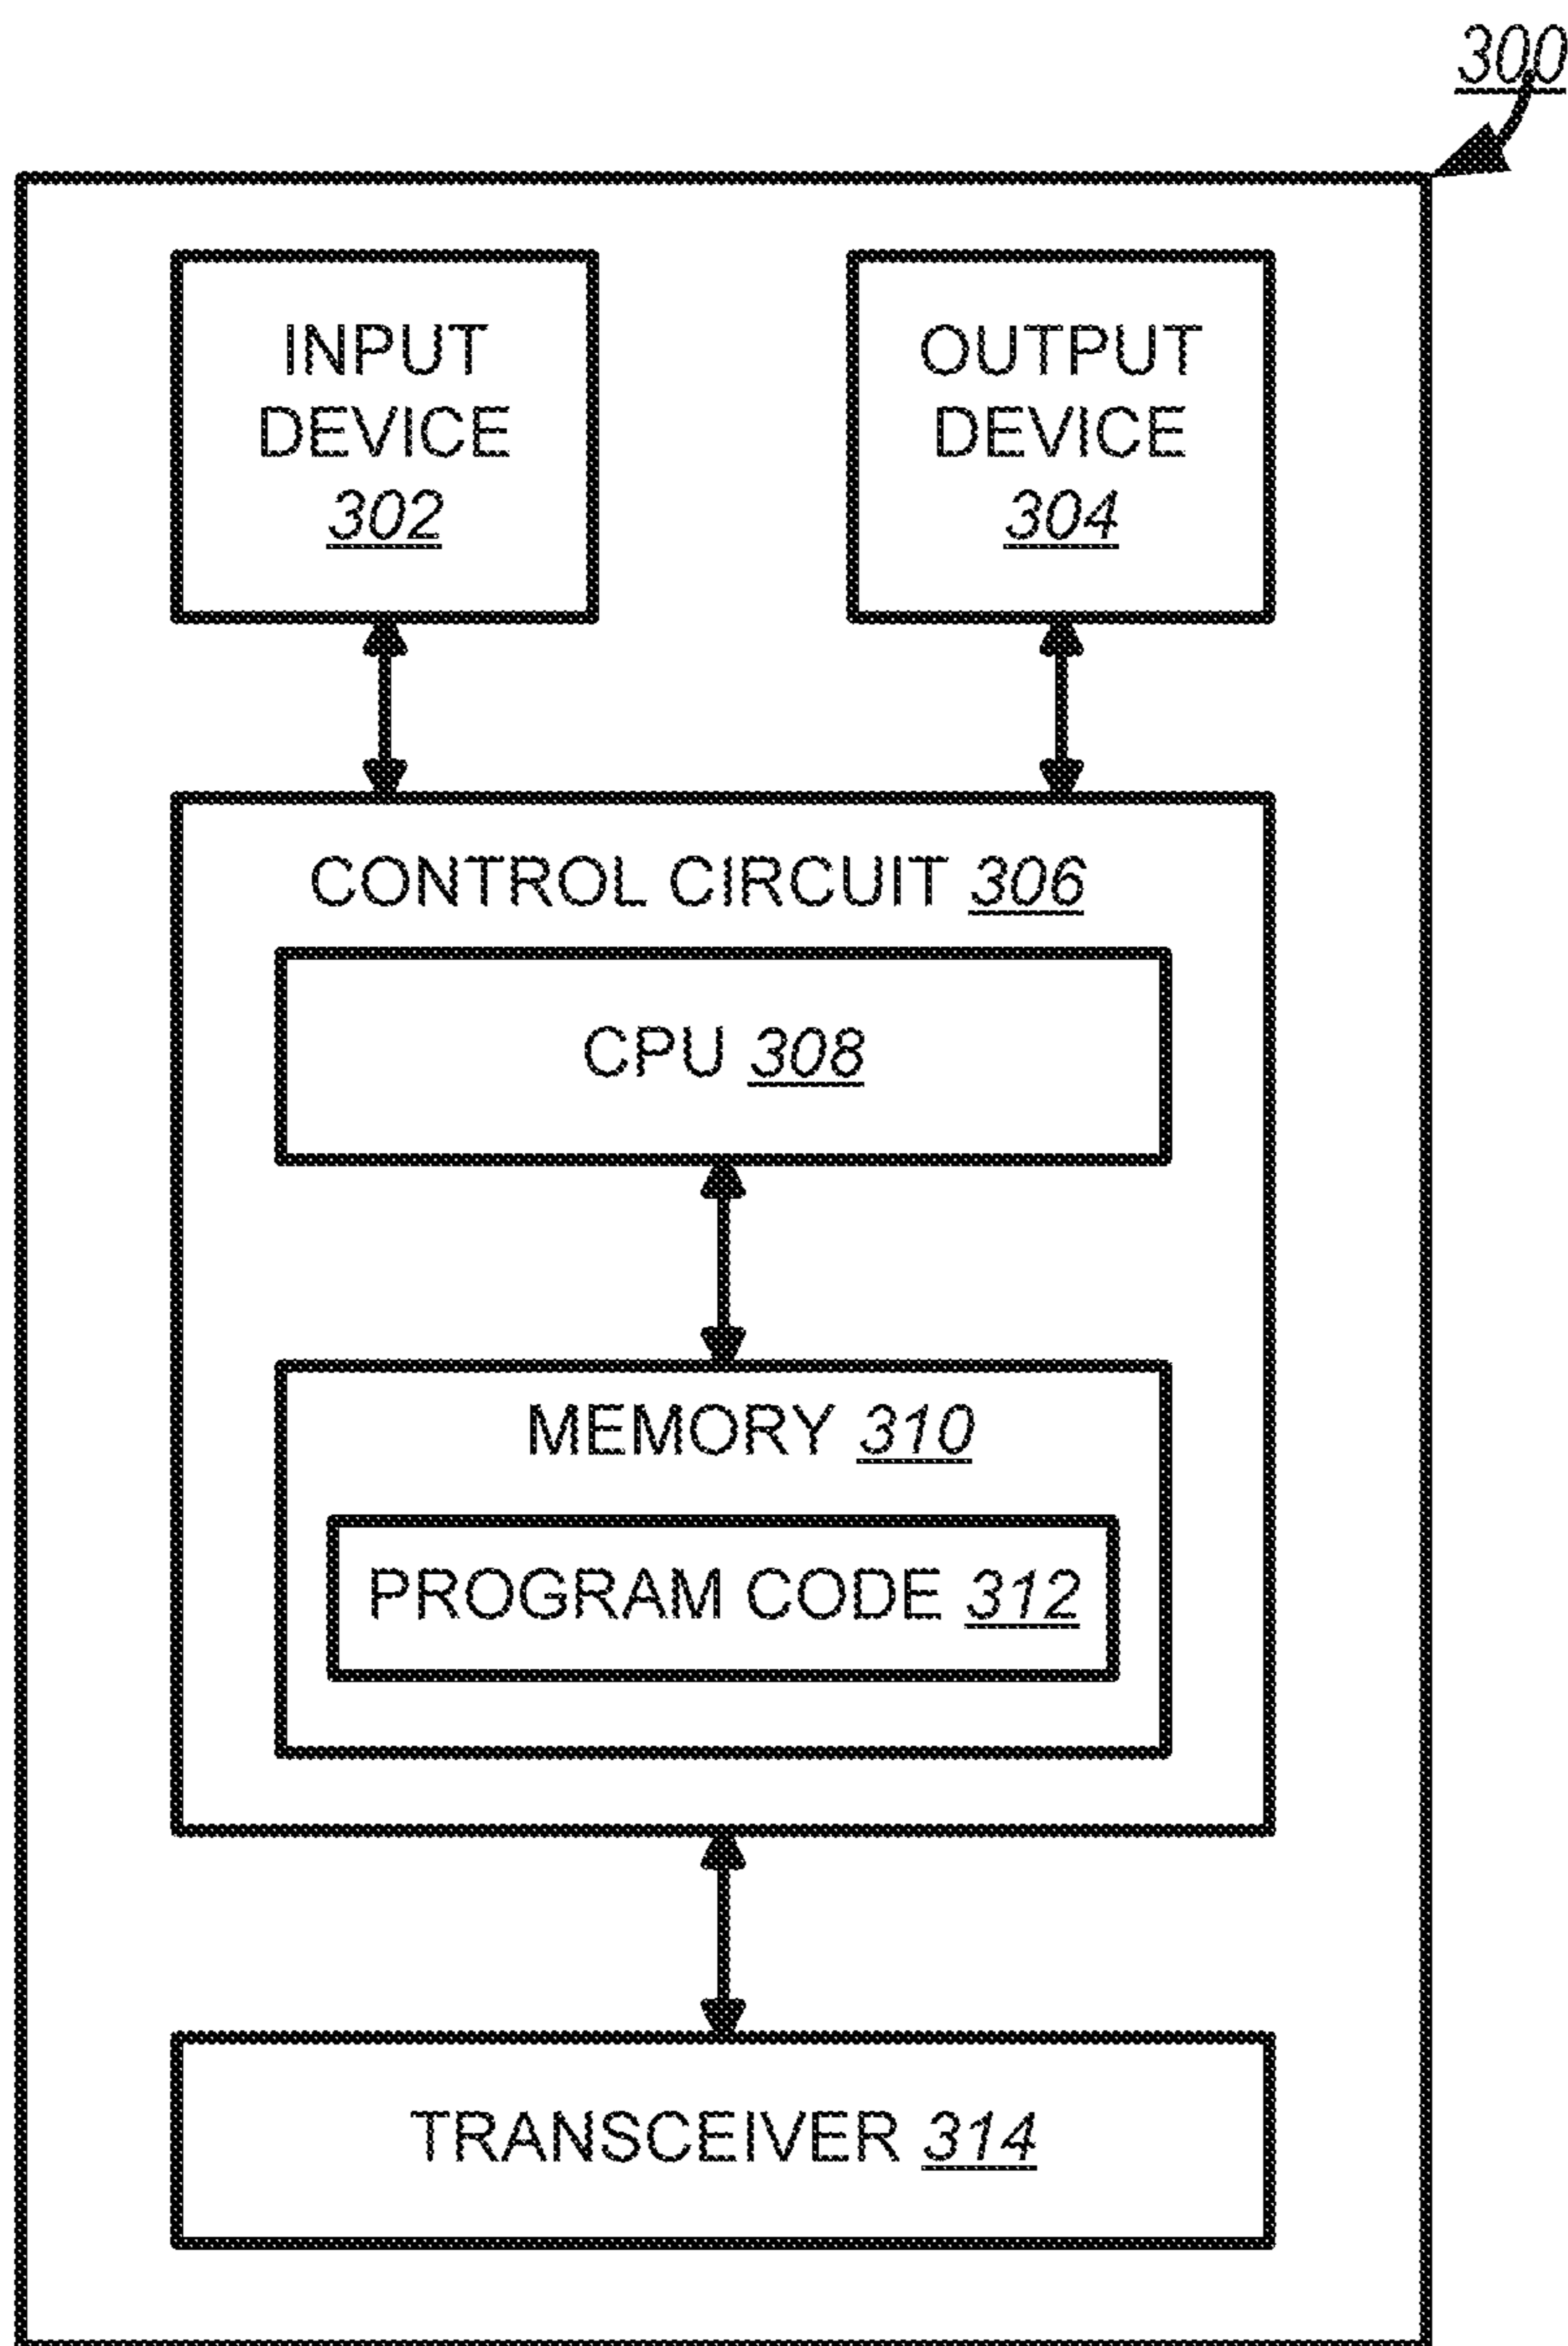 300
INPUT
DEVICE
302
OUTPUT
DEVICE
304
CONTROL CIRCUIT 306
CPU 308
MEMORY 310
PROGRAM CODE 312
TRANSCEIVER 314